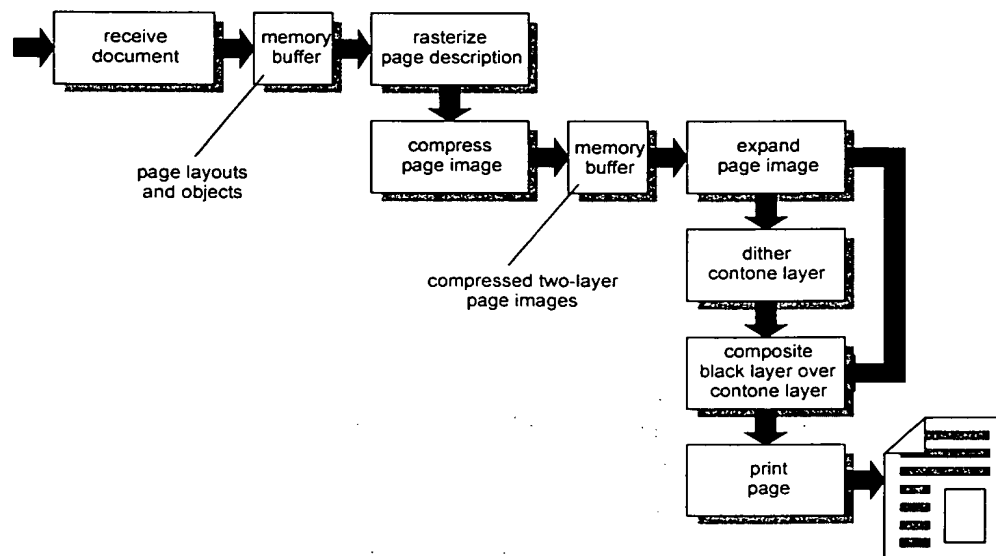 receive
document
memory
buffer
rasterize
page description
page layouts
and objects
compress
page image
memory
buffer
expand
page image
compressed two-layer
page images
dither
contone layer
composite
black layer over
contone layer
print
page